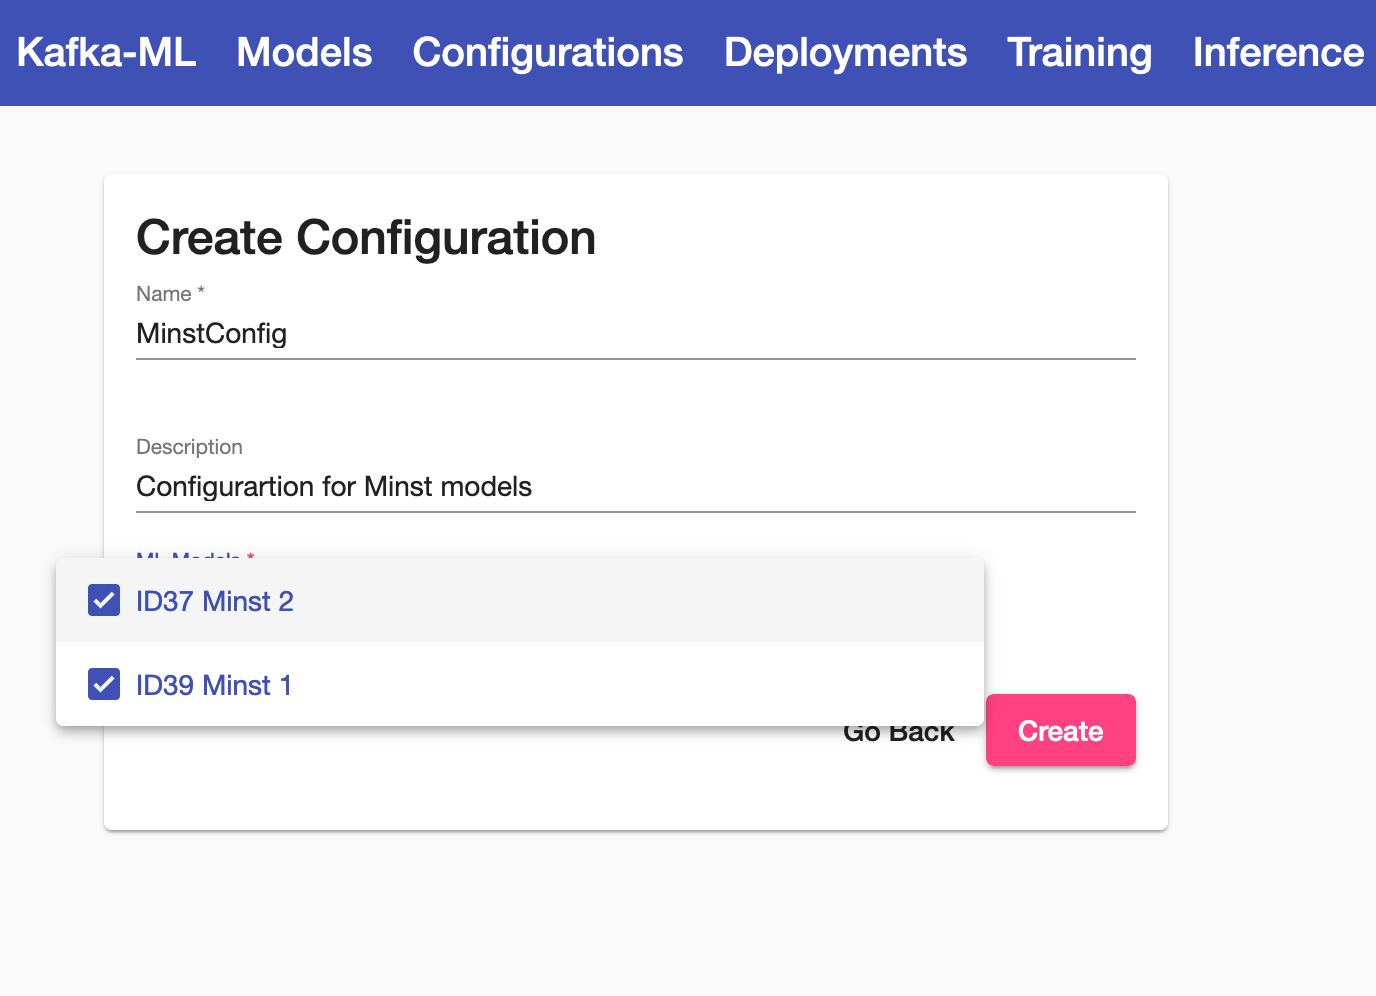 Kafka-ML Models Configurations Deployments Training Inference
Create Configuration
Name *
MinstConfig
Description
Configurartion for Minst models
ML Models *
ID37 Minst 2
ID39 Minst 1
Go Back Create